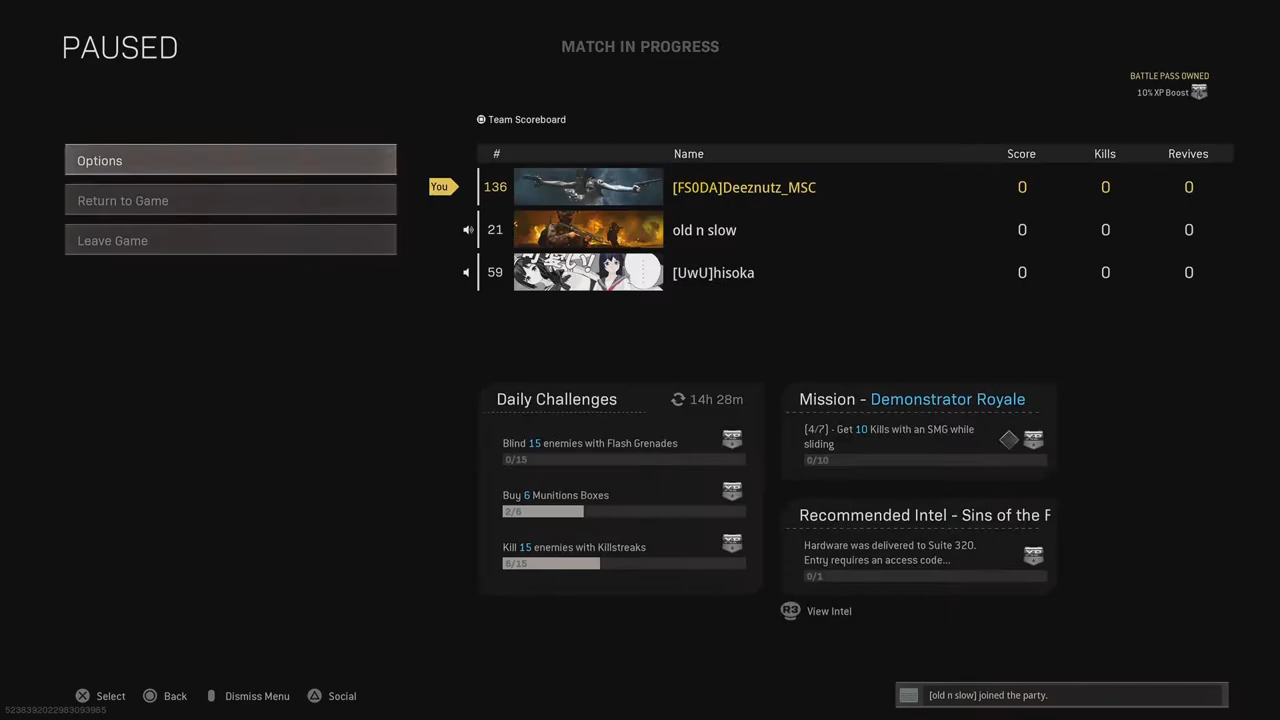 PAUSED
MATCH IN PROGRESS
BATTLE PASS OWNED
10% XP Boost
Team Scoreboard
Options
Return to Game
Leave Game
# Name Score Kills Revives
You 136 [FS0DA]Deeznutz_MSC 0 0 0
21 old n slow 0 0 0
59 [UwU]hisoka 0 0 0
Daily Challenges 14h 28m
Blind 15 enemies with Flash Grenades
0/15
Buy 6 Munitions Boxes
2/6
Kill 15 enemies with Killstreaks
6/15
Mission - Demonstrator Royale
(4/7) - Get 10 Kills with an SMG while
sliding
0/10
Recommended Intel - Sins of the F
Hardware was delivered to Suite 320.
Entry requires an access code...
0/1
R3 View Intel
Select Back Dismiss Menu Social
[old n slow] joined the party.
5238392022983093985